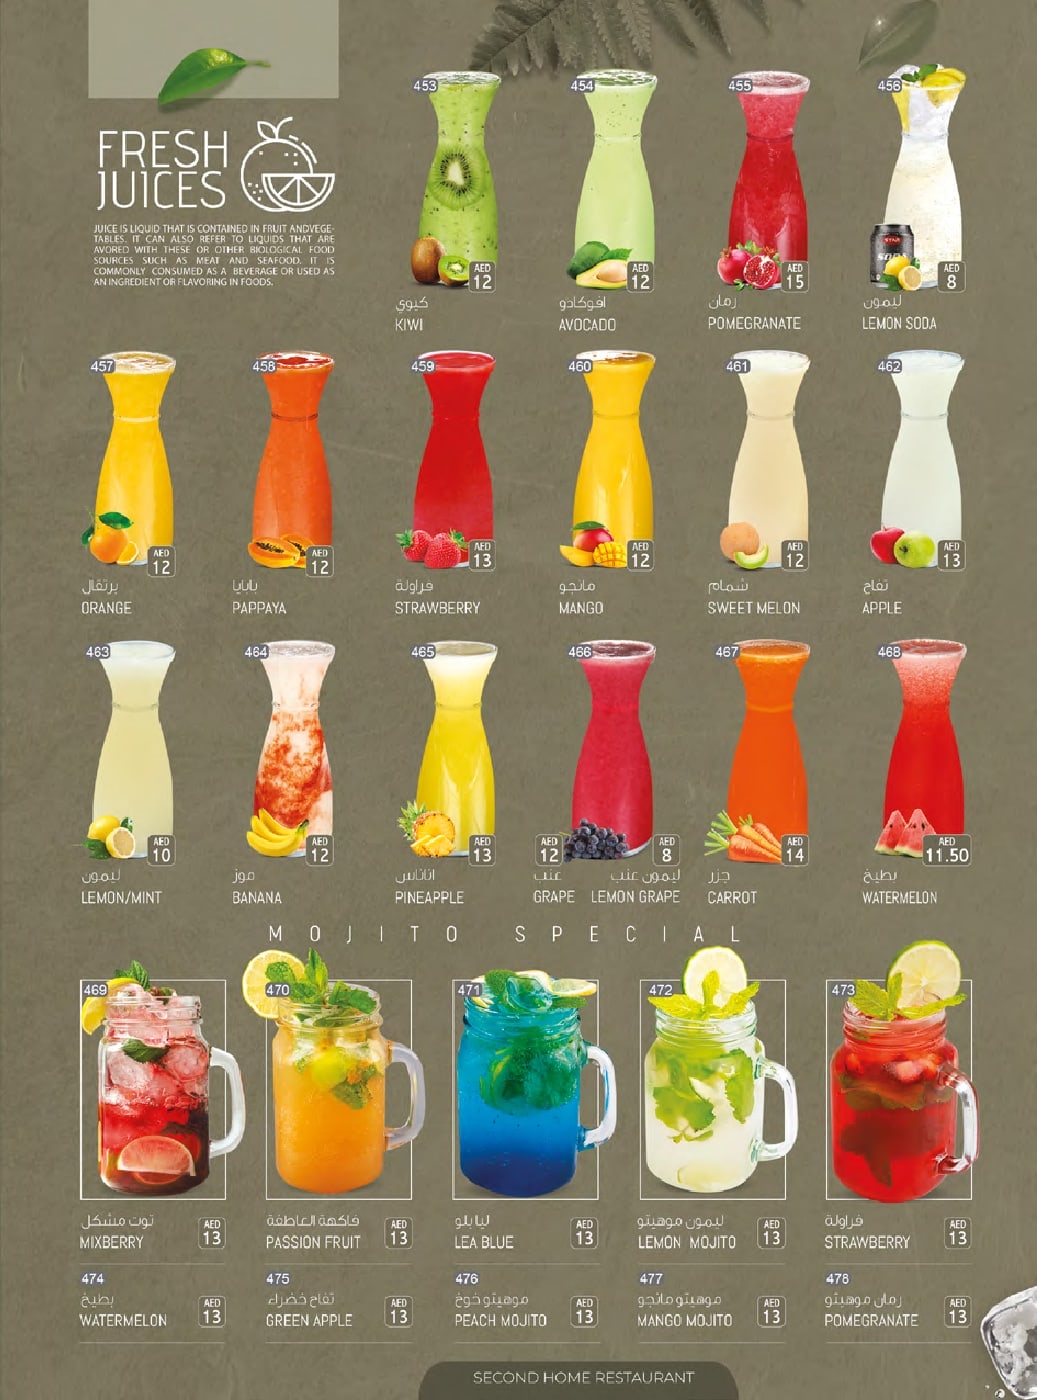 FRESH
JUICES
JUICE IS LIQUID THAT IS CONTAINED IN FRUIT ANDVEGE-
TABLES. IT CAN ALSO REFER TO LIQUIDS THAT ARE
AVORED WITH THESE OR OTHER BIOLOGICAL FOOD
SOURCES SUCH AS MEAT AND SEAFOOD. IT IS
COMMONLY CONSUMED AS A BEVERAGE OR USED AS
AN INGREDIENT OR FLAVORING IN FOODS.
453
AED
12
كيوي
KIWI
454
AED
12
افوكادو
AVOCADO
455
AED
15
رمان
POMEGRANATE
456
STAR
SODA
AED
8
ليمون
LEMON SODA
457
AED
12
برتقال
ORANGE
458
AED
12
بابايا
PAPPAYA
459
AED
13
فراولة
STRAWBERRY
460
AED
12
مانجو
MANGO
461
AED
12
شمام
SWEET MELON
462
AED
13
تفاح
APPLE
463
AED
10
ليمون
LEMON/MINT
464
AED
12
موز
BANANA
465
AED
13
اناناس
PINEAPPLE
466
AED
12
عنب
GRAPE
AED
8
ليمون عنب
LEMON GRAPE
467
AED
14
جزر
CARROT
468
AED
11.50
بطيخ
WATERMELON
MOJITO SPECIAL
469
توت مشكل
MIXBERRY
AED
13
470
فاكهة العاطفة
PASSION FRUIT
AED
13
471
ليا بلو
LEA BLUE
AED
13
472
ليمون موهيتو
LEMON MOJITO
AED
13
473
فراولة
STRAWBERRY
AED
13
474
بطيخ
WATERMELON
AED
13
475
تفاح خضراء
GREEN APPLE
AED
13
476
موهيتو خوخ
PEACH MOJITO
AED
13
477
موهيتو مانجو
MANGO MOJITO
AED
13
478
رمان موهيتو
POMEGRANATE
AED
13
SECOND HOME RESTAURANT